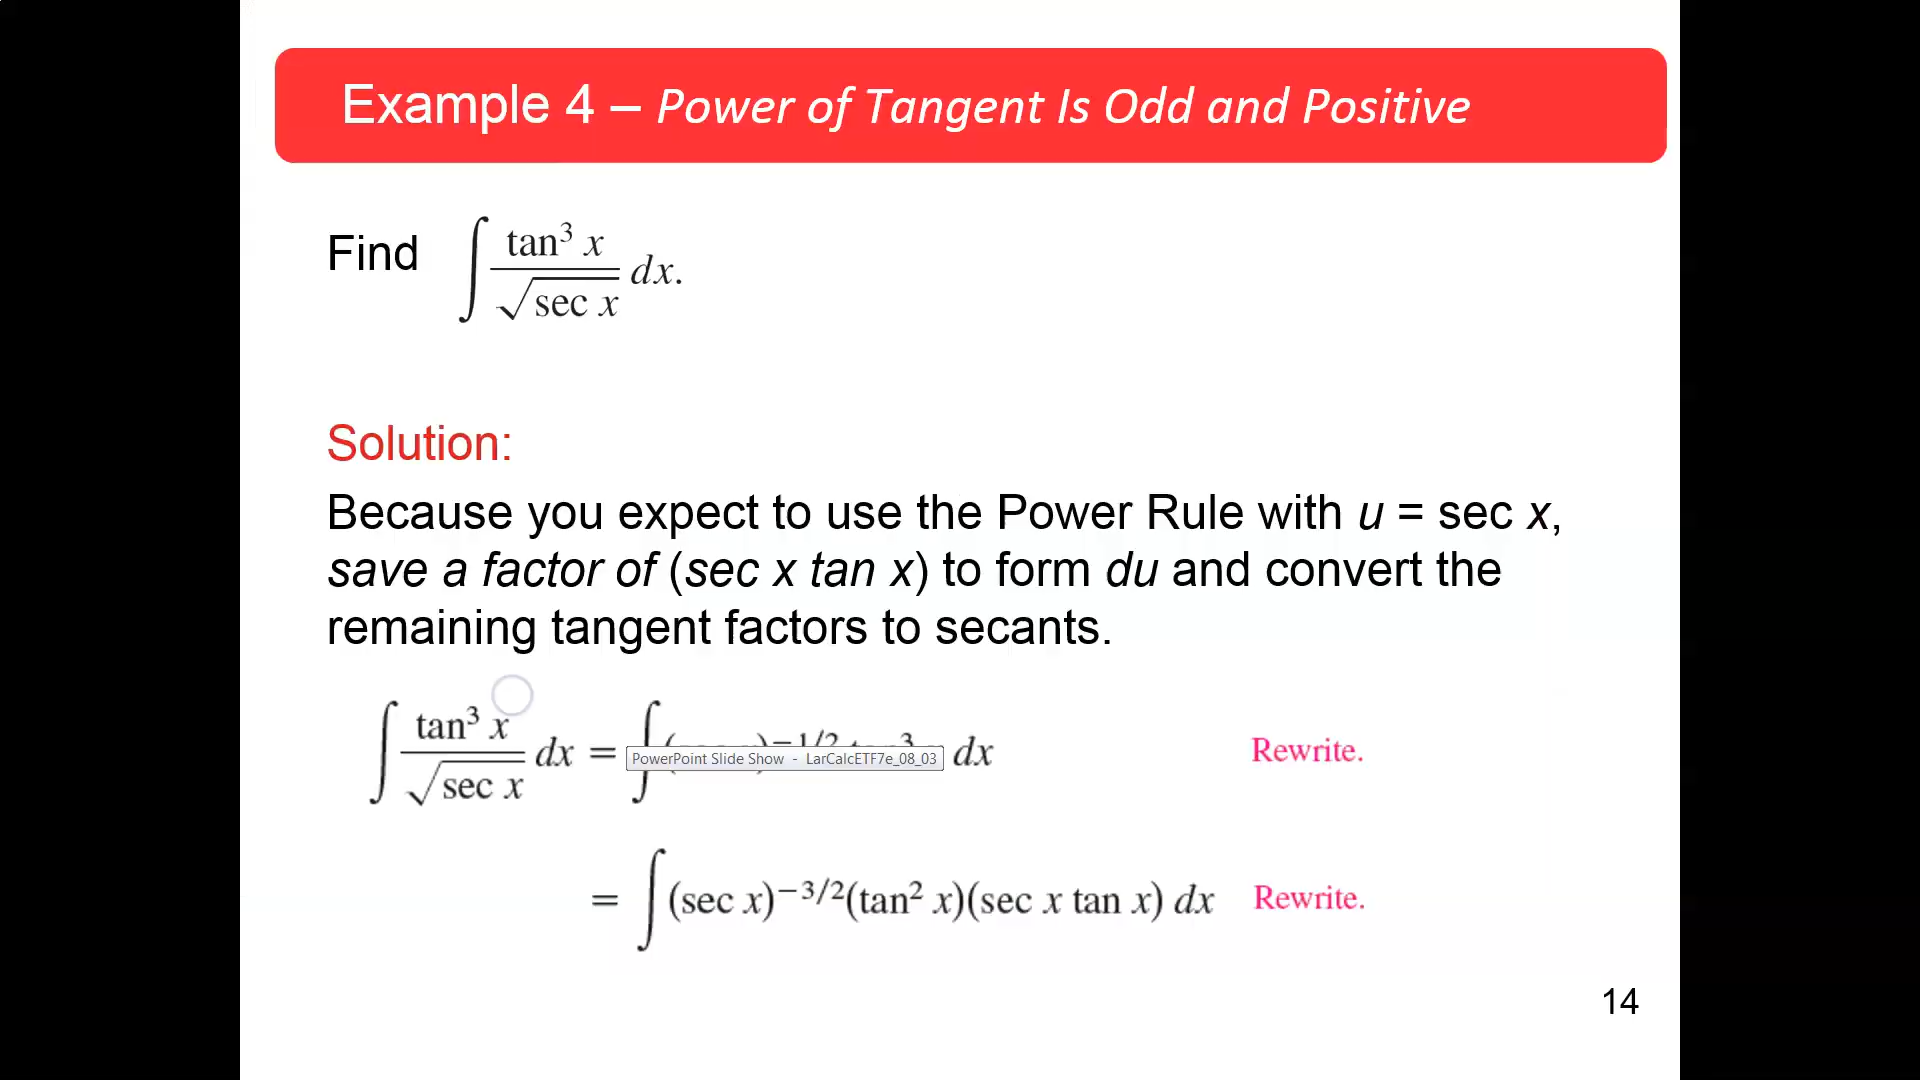 Example 4 – Power of Tangent Is Odd and Positive
Find ∫ tan³ x / √sec x dx.
Solution:
Because you expect to use the Power Rule with u = sec x,
save a factor of (sec x tan x) to form du and convert the
remaining tangent factors to secants.
∫ tan³ x / √sec x dx = ∫ dx Rewrite.
PowerPoint Slide Show - LarCalcETF7e_08_03
= ∫ (sec x)^−3/2 (tan² x)(sec x tan x) dx Rewrite.
14